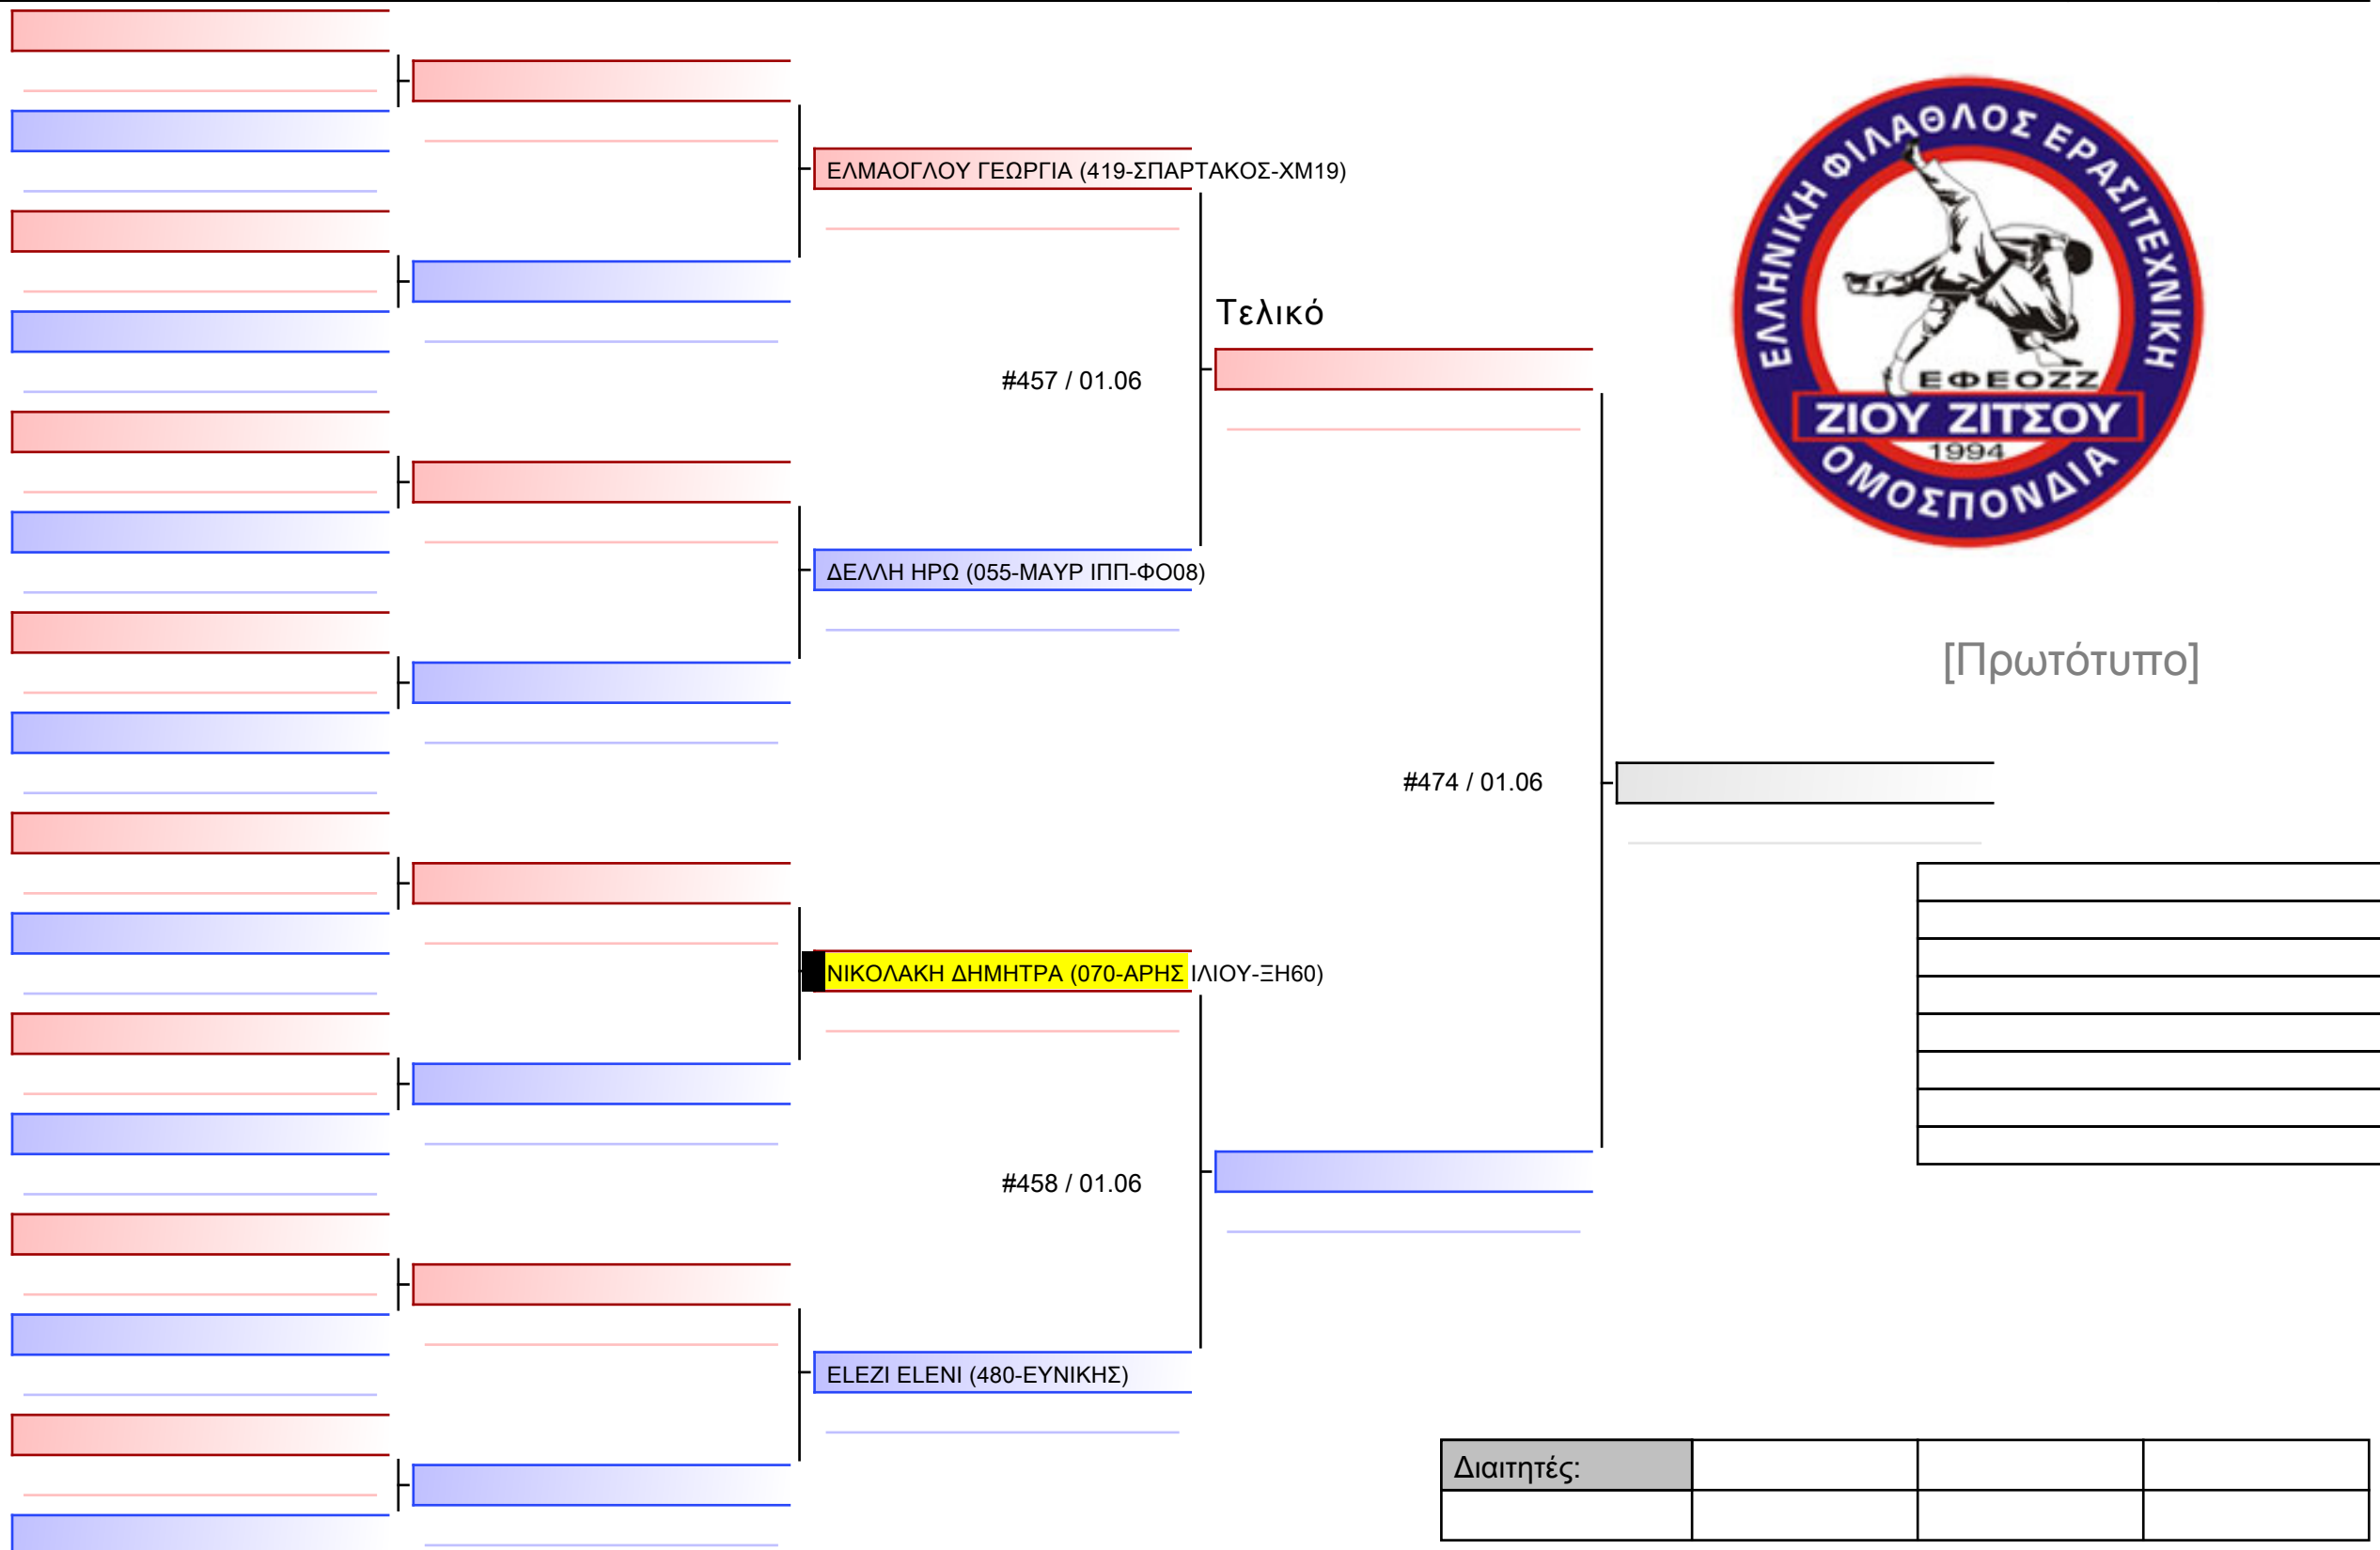 ΕΛΜΑΟΓΛΟΥ ΓΕΩΡΓΙΑ (419-ΣΠΑΡΤΑΚΟΣ-ΧΜ19)
Τελικό
#457 / 01.06
ΔΕΛΛΗ ΗΡΩ (055-ΜΑΥΡ ΙΠΠ-ΦΟ08)
#474 / 01.06
ΝΙΚΟΛΑΚΗ ΔΗΜΗΤΡΑ (070-ΑΡΗΣ ΙΛΙΟΥ-ΞΗ60)
#458 / 01.06
ELEZI ELENI (480-ΕΥΝΙΚΗΣ)
ΕΛΛΗΝΙΚΗ ΦΙΛΑΘΛΟΣ ΕΡΑΣΙΤΕΧΝΙΚΗ
ΕΦΕΟΖΖ
ΖΙΟΥ ΖΙΤΣΟΥ
1994
ΟΜΟΣΠΟΝΔΙΑ
[Πρωτότυπο]
Διαιτητές: